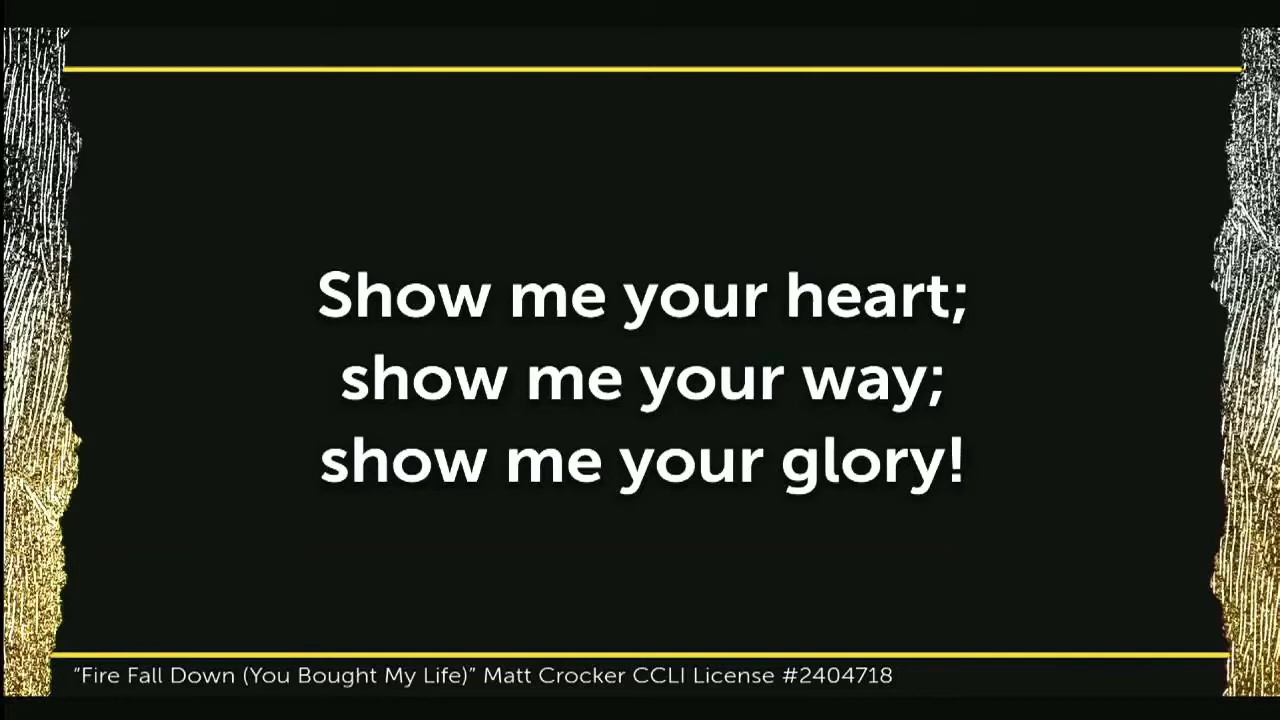 Show me your heart;
show me your way;
show me your glory!
"Fire Fall Down (You Bought My Life)" Matt Crocker CCLI License #2404718